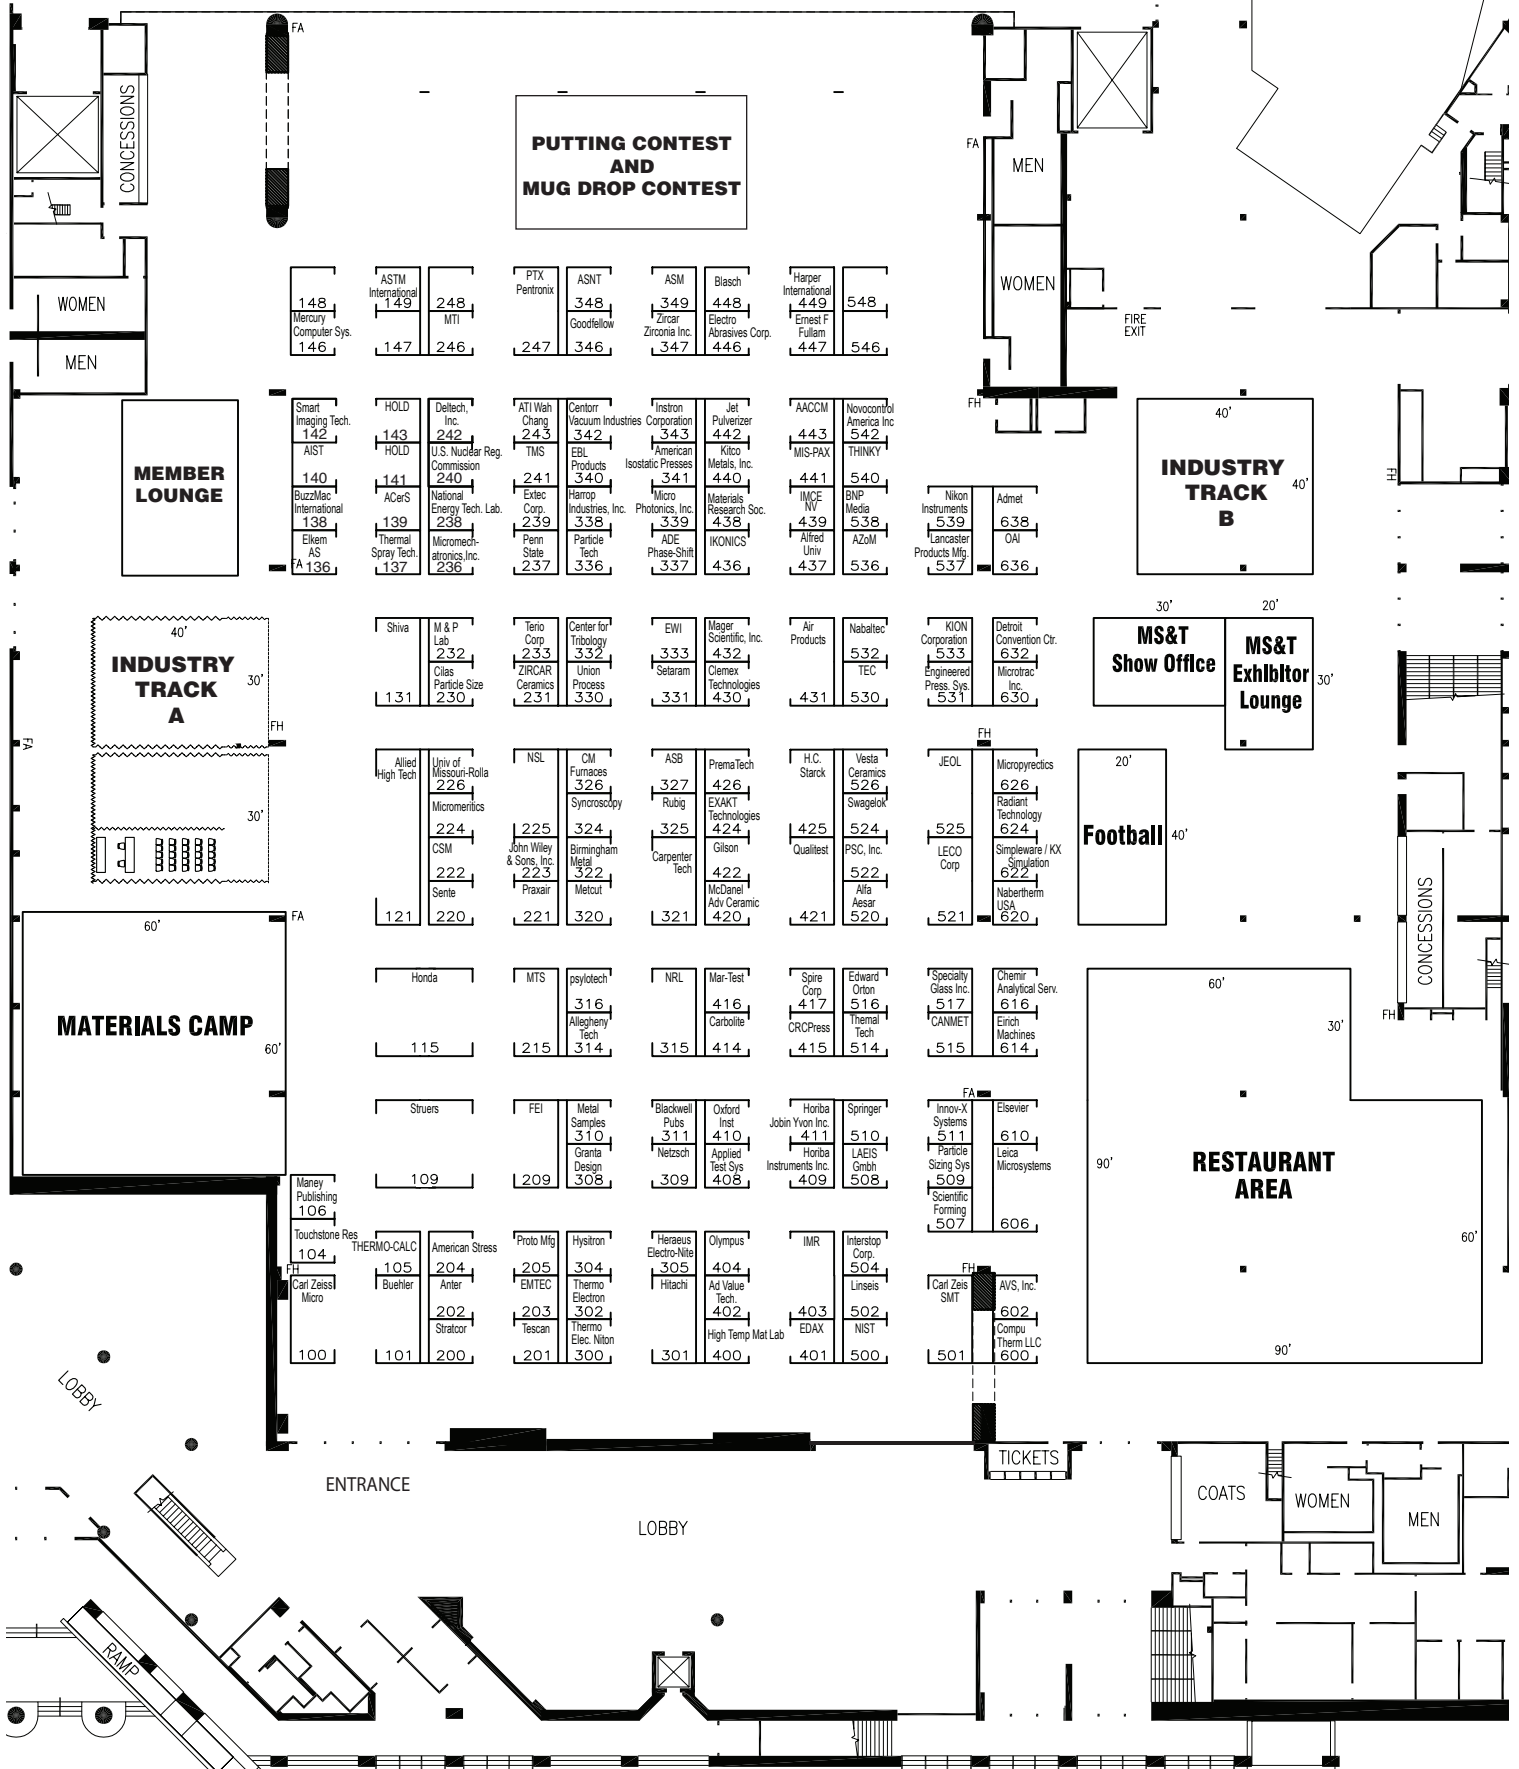 FA
CONCESSIONS
PUTTING CONTEST
AND
MUG DROP CONTEST
FA
MEN
WOMEN
WOMEN
MEN
FIRE
EXIT
148
ASTM
International
149
248
PTX
Pentronix
ASNT
348
ASM
349
Blasch
448
Harper
International
449
548
Mercury
Computer Sys.
146
147
MTI
246
247
Goodfellow
346
Zircar
Zirconia Inc.
347
Electro
Abrasives Corp.
446
Ernest F
Fullam
447
546
FH
MEMBER
LOUNGE
Smart
Imaging Tech.
142
HOLD
143
Deltech,
Inc.
242
ATI Wah
Chang
243
Centorr
Vacuum Industries
342
Instron
Corporation
343
Jet
Pulverizer
442
AACCM
443
Novocontrol
America Inc
542
AIST
140
HOLD
141
U.S. Nuclear Reg.
Commission
240
TMS
241
EBL
Products
340
American
Isostatic Presses
341
Kitco
Metals, Inc.
440
MIS-PAX
441
THINKY
540
BuzzMac
International
138
ACerS
139
National
Energy Tech. Lab.
238
Extec
Corp.
239
Harrop
Industries, Inc.
338
Micro
Photonics, Inc.
339
Materials
Research Soc.
438
IMCE
NV
439
BNP
Media
538
Nikon
Instruments
539
Admet
638
Elkem
AS
136
FA
Thermal
Spray Tech.
137
Micromech-
atronics,Inc.
236
Penn
State
237
Particle
Tech
336
ADE
Phase-Shift
337
IKONICS
436
Alfred
Univ
437
AZoM
536
Lancaster
Products Mfg.
537
OAI
636
40'
INDUSTRY
TRACK
B
40'
FH
40'
INDUSTRY
TRACK
A
30'
FH
FA
30'
Shiva
131
M & P
Lab
232
Terio
Corp
233
Center for
Tribology
332
EWI
333
Mager
Scientific, Inc.
432
Air
Products
431
Nabaltec
532
KION
Corporation
533
Detroit
Convention Ctr.
632
Cilas
Particle Size
230
ZIRCAR
Ceramics
231
Union
Process
330
Setaram
331
Clemex
Technologies
430
TEC
530
Engineered
Press. Sys.
531
Microtrac
Inc.
630
30'
MS&T
Show Office
20'
MS&T
Exhibitor
Lounge
30'
FH
Allied
High Tech
121
Univ of
Missouri-Rolla
226
NSL
225
CM
Furnaces
326
ASB
327
PremaTech
426
H.C.
Starck
425
Vesta
Ceramics
526
JEOL
525
Micropyrectics
626
Micromeritics
224
Syncroscopy
324
Rubig
325
EXAKT
Technologies
424
Swagelok
524
Radiant
Technology
624
CSM
222
John Wiley
& Sons, Inc.
223
Birmingham
Metal
322
Carpenter
Tech
321
Gilson
422
Qualitest
421
PSC, Inc.
522
LECO
Corp
521
Simpleware / KX
Simulation
622
Sente
220
Praxair
221
Metcut
320
McDanel
Adv Ceramic
420
Alfa
Aesar
520
Nabertherm
USA
620
20'
Football
40'
CONCESSIONS
FH
FA
60'
MATERIALS CAMP
60'
Honda
115
MTS
215
psylotech
316
NRL
315
Mar-Test
416
Spire
Corp
417
Edward
Orton
516
Specialty
Glass Inc.
517
Chemir
Analytical Serv.
616
Allegheny
Tech
314
Carbolite
414
CRCPress
415
Themal
Tech
514
CANMET
515
Eirich
Machines
614
FA
Struers
109
FEI
209
Metal
Samples
310
Blackwell
Pubs
311
Oxford
Inst
410
Horiba
Jobin Yvon Inc.
411
Springer
510
Innov-X
Systems
511
Elsevier
610
Granta
Design
308
Netzsch
309
Applied
Test Sys
408
Horiba
Instruments Inc.
409
LAEIS
Gmbh
508
Particle
Sizing Sys
509
Leica
Microsystems
606
Scientific
Forming
507
60'
30'
90'
RESTAURANT
AREA
60'
90'
Maney
Publishing
106
Touchstone Res
104
FH
THERMO-CALC
105
American Stress
204
Proto Mfg
205
Hysitron
304
Heraeus
Electro-Nite
305
Olympus
404
IMR
403
Interstop
Corp.
504
FH
Carl Zeiss
Micro
100
Buehler
101
Anter
202
EMTEC
203
Thermo
Electron
302
Hitachi
301
Ad Value
Tech.
402
Linseis
502
Carl Zeis
SMT
501
AVS, Inc.
602
Stratcor
200
Tescan
201
Thermo
Elec. Niton
300
High Temp Mat Lab
400
EDAX
401
NIST
500
Compu
Therm LLC
600
LOBBY
ENTRANCE
LOBBY
TICKETS
COATS
WOMEN
MEN
RAMP